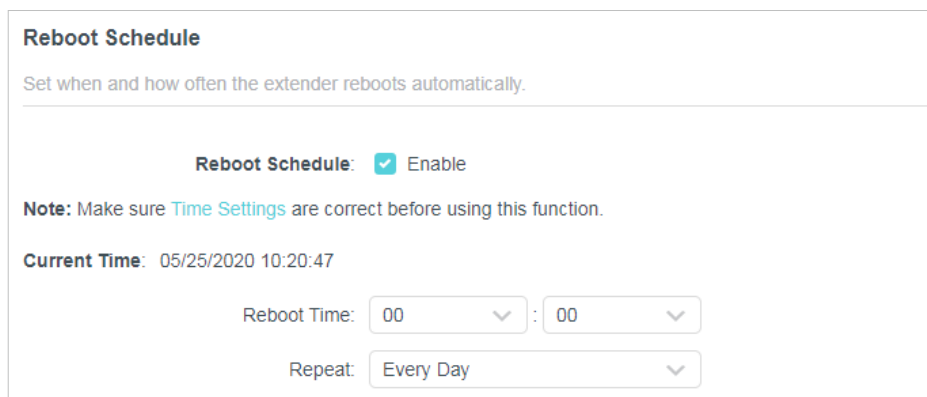 Reboot Schedule
Set when and how often the extender reboots automatically.
Reboot Schedule: Enable
Note: Make sure Time Settings are correct before using this function.
Current Time: 05/25/2020 10:20:47
Reboot Time: 00 : 00
Repeat: Every Day